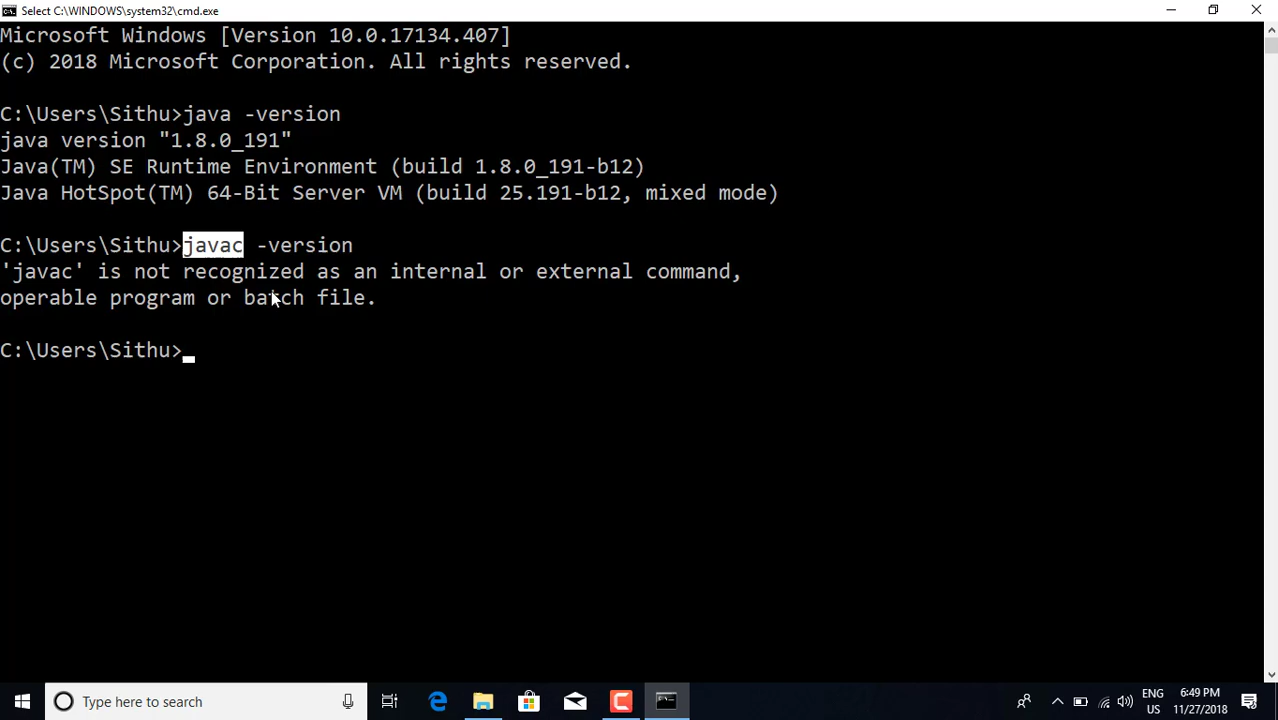 Select C:\WINDOWS\system32\cmd.exe
Microsoft Windows [Version 10.0.17134.407]
(c) 2018 Microsoft Corporation. All rights reserved.
C:\Users\Sithu>java -version
java version "1.8.0_191"
Java(TM) SE Runtime Environment (build 1.8.0_191-b12)
Java HotSpot(TM) 64-Bit Server VM (build 25.191-b12, mixed mode)
C:\Users\Sithu>javac -version
'javac' is not recognized as an internal or external command,
operable program or batch file.
C:\Users\Sithu>
Type here to search
ENG
US
6:49 PM
11/27/2018